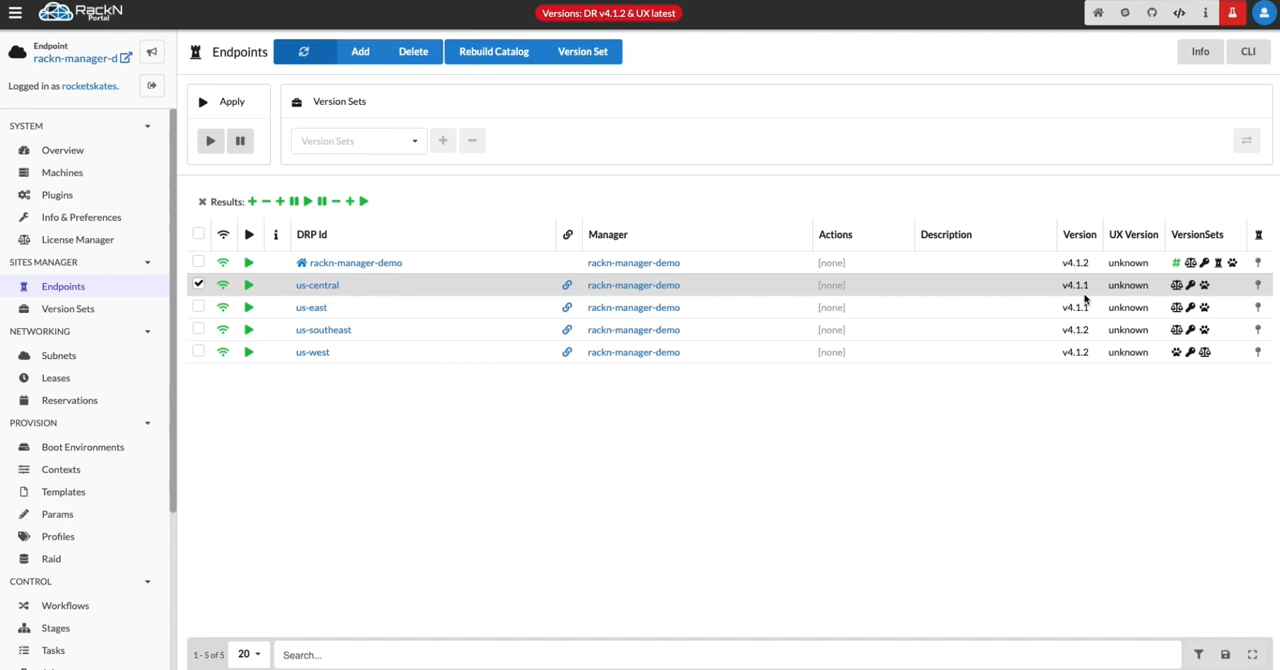 RackN
Portal
Versions: DR v4.1.2 & UX latest
Endpoint
rackn-manager-d
Logged in as rocketskates.
SYSTEM
Overview
Machines
Plugins
Info & Preferences
License Manager
SITES MANAGER
Endpoints
Version Sets
NETWORKING
Subnets
Leases
Reservations
PROVISION
Boot Environments
Contexts
Templates
Params
Profiles
Raid
CONTROL
Workflows
Stages
Tasks
Endpoints Add Delete Rebuild Catalog Version Set Info CLI
Apply Version Sets
Version Sets
Results:
DRP Id Manager Actions Description Version UX Version VersionSets
rackn-manager-demo rackn-manager-demo [none] v4.1.2 unknown #
us-central rackn-manager-demo [none] v4.1.1 unknown
us-east rackn-manager-demo [none] v4.1.1 unknown
us-southeast rackn-manager-demo [none] v4.1.2 unknown
us-west rackn-manager-demo [none] v4.1.2 unknown
1 - 5 of 5 20 Search...